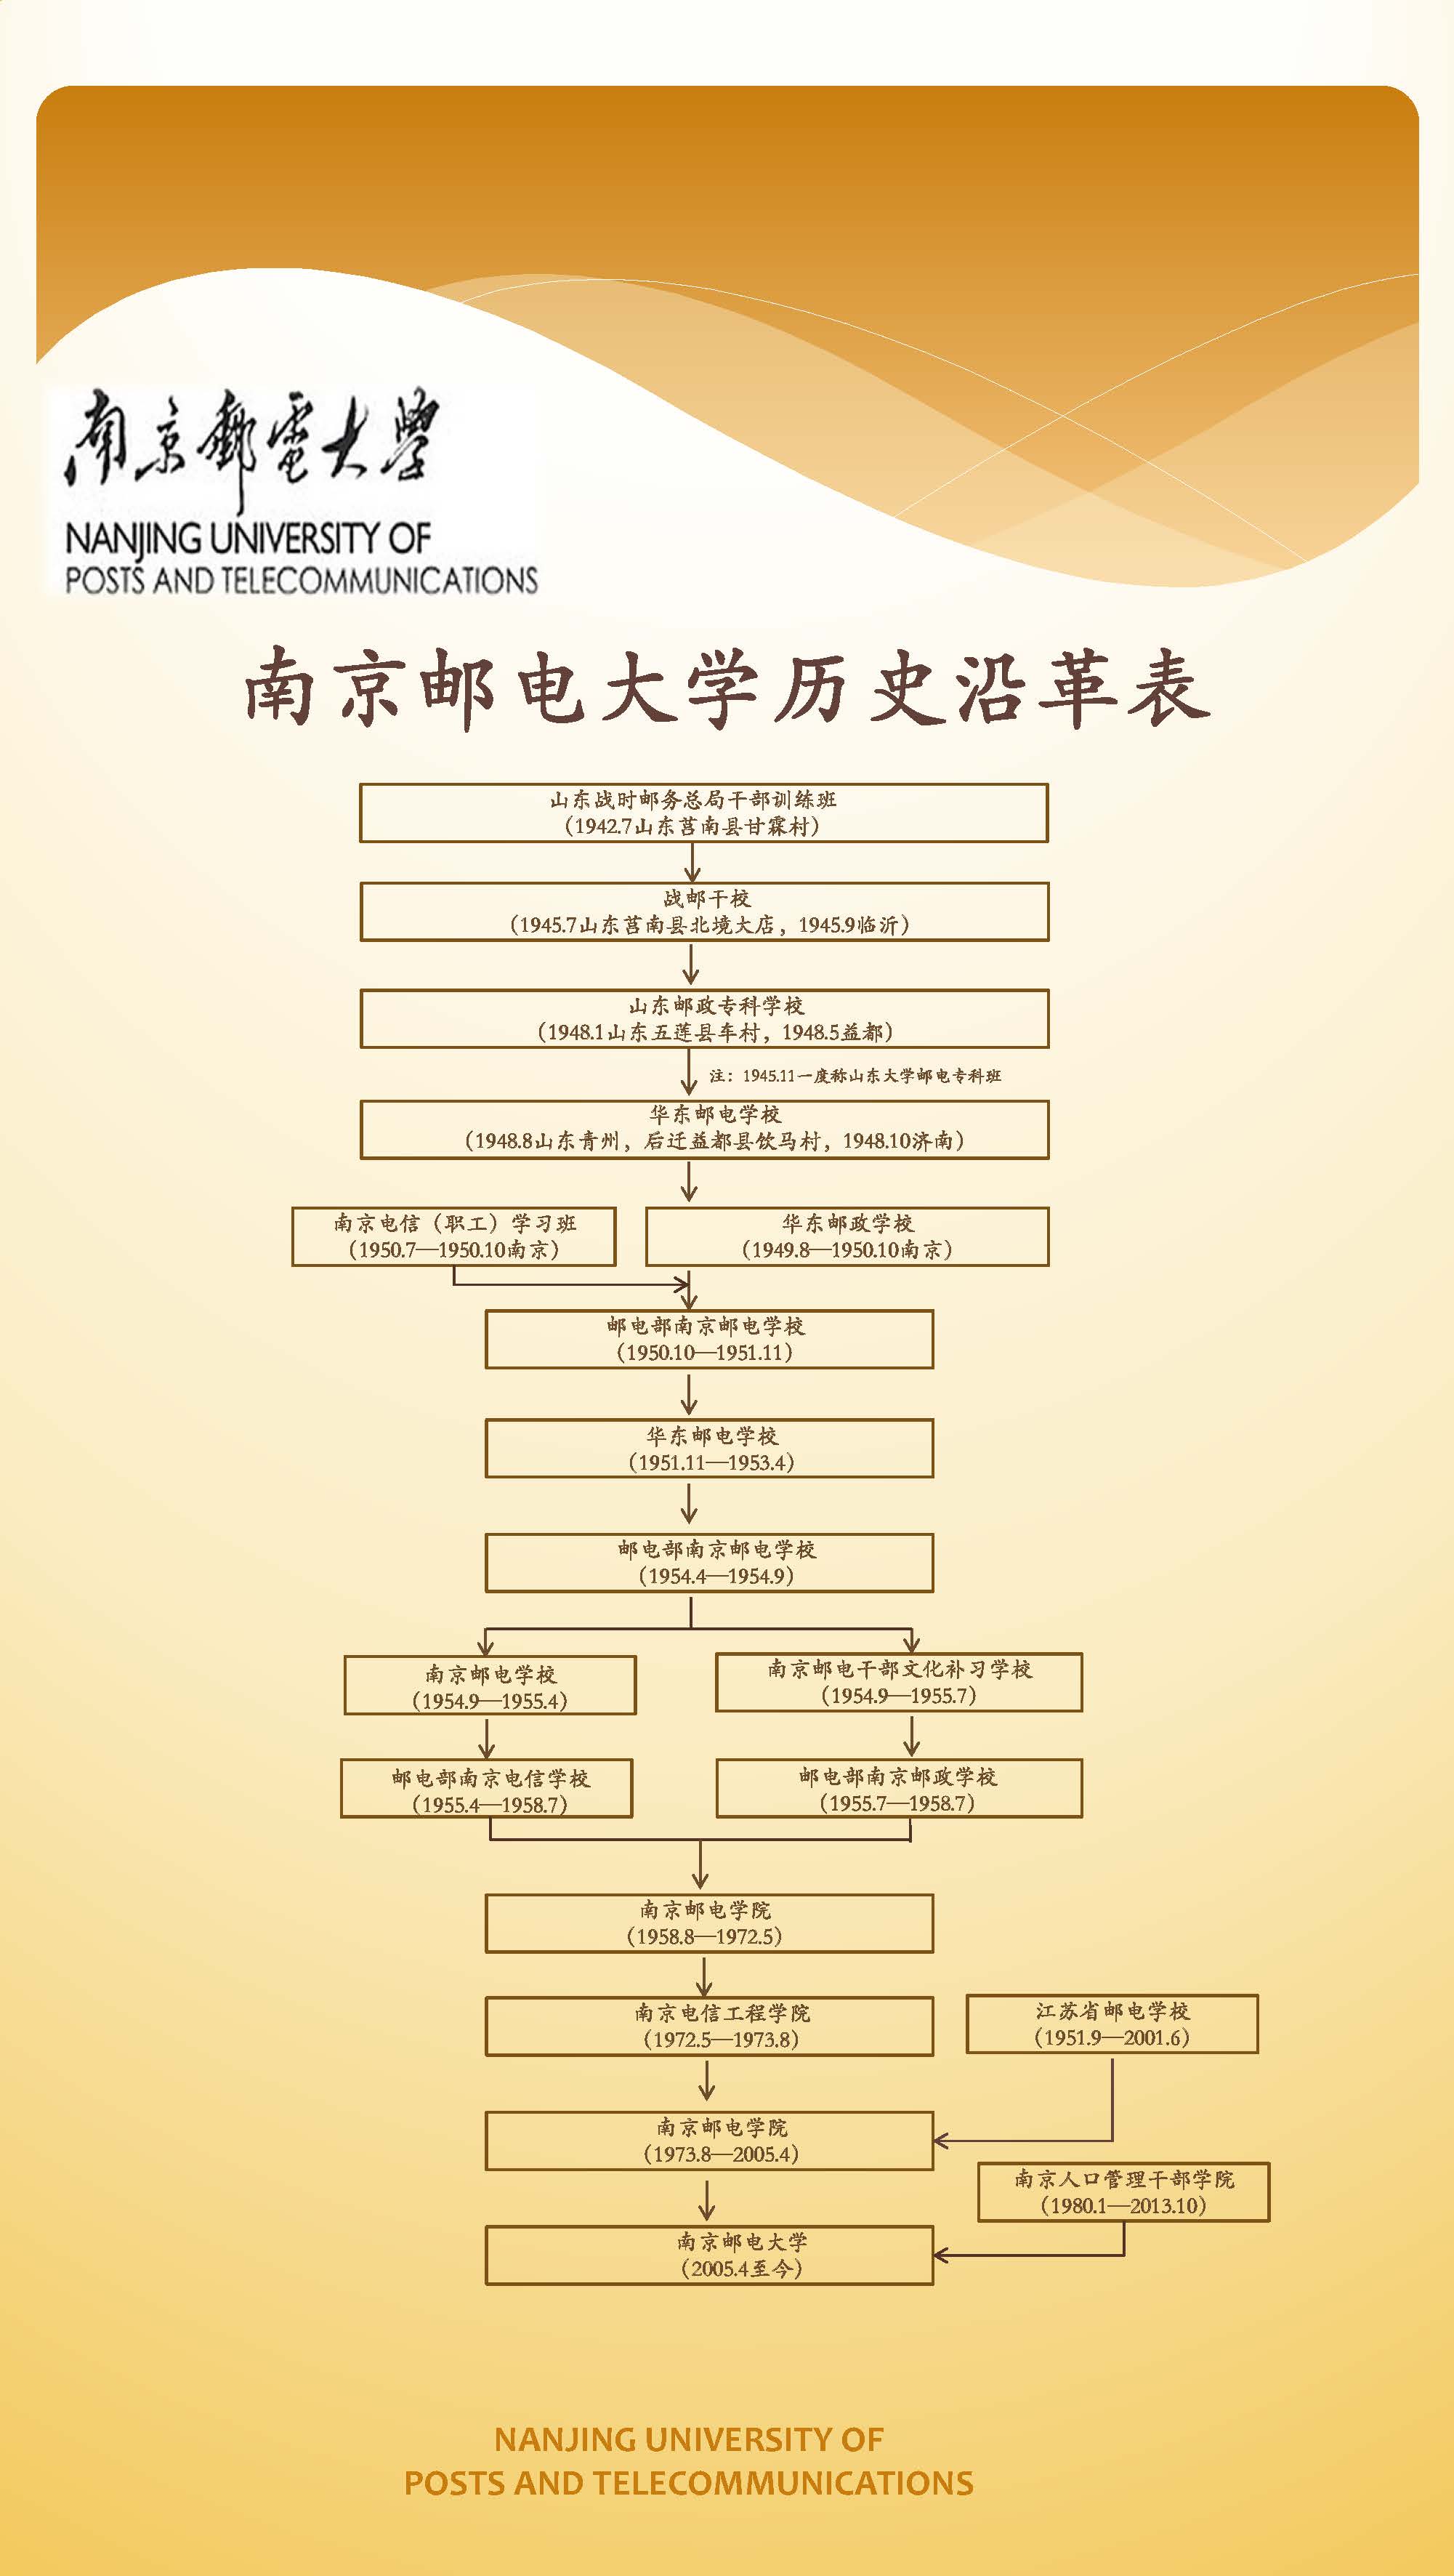 南京郵電大學
NANJING UNIVERSITY OF
POSTS AND TELECOMMUNICATIONS
南京邮电大学历史沿革表
山东战时邮务总局干部训练班
（1942.7山东莒南县甘霖村）
战邮干校
（1945.7山东莒南县北境大店，1945.9临沂）
山东邮政专科学校
（1948.1山东五莲县牟村，1948.5益都）
注：1945.11一度称山东大学邮电专科班
华东邮电学校
（1948.8山东青州，后迁益都县饮马村，1948.10济南）
南京电信（职工）学习班
（1950.7—1950.10南京）
华东邮政学校
（1949.8—1950.10南京）
邮电部南京邮电学校
（1950.10—1951.11）
华东邮电学校
（1951.11—1953.4）
邮电部南京邮电学校
（1954.4—1954.9）
南京邮电学校
（1954.9—1955.4）
南京邮电干部文化补习学校
（1954.9—1955.7）
邮电部南京电信学校
（1955.4—1958.7）
邮电部南京邮政学校
（1955.7—1958.7）
南京邮电学院
（1958.8—1972.5）
南京电信工程学院
（1972.5—1973.8）
江苏省邮电学校
（1951.9—2001.6）
南京邮电学院
（1973.8—2005.4）
南京人口管理干部学院
（1980.1—2013.10）
南京邮电大学
（2005.4至今）
NANJING UNIVERSITY OF
POSTS AND TELECOMMUNICATIONS